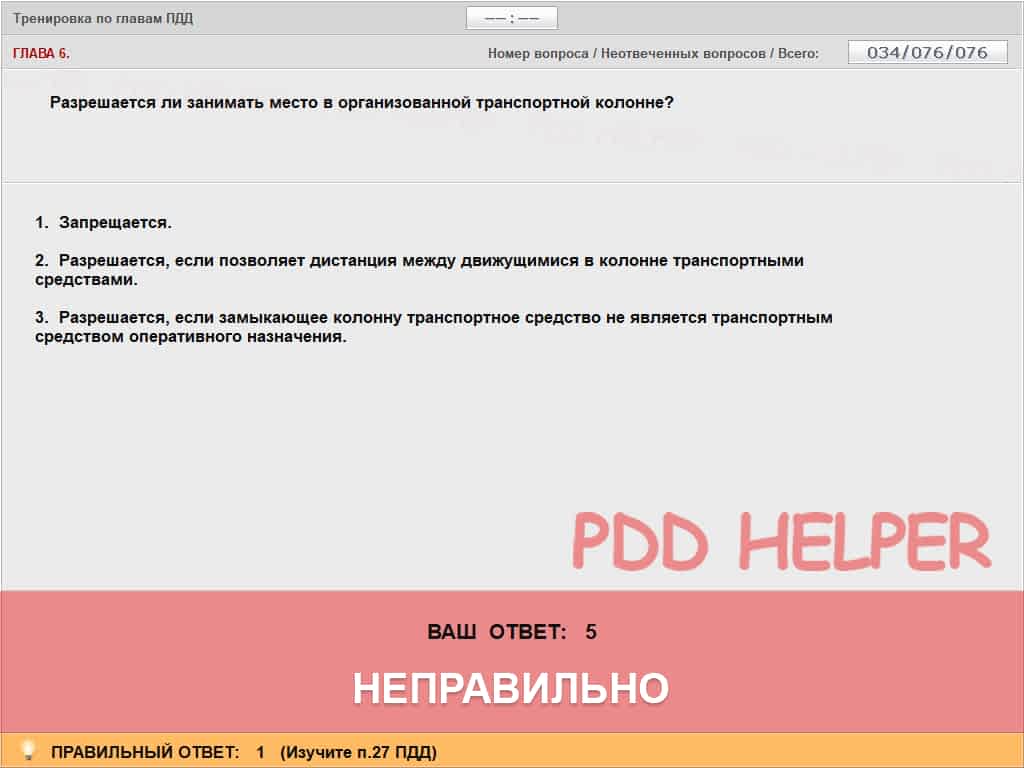 Тренировка по главам ПДД
—— : ——
ГЛАВА 6.
Номер вопроса / Неотвеченных вопросов / Всего:
034/076/076
Разрешается ли занимать место в организованной транспортной колонне?
1. Запрещается.
2. Разрешается, если позволяет дистанция между движущимися в колонне транспортными
средствами.
3. Разрешается, если замыкающее колонну транспортное средство не является транспортным
средством оперативного назначения.
PDD HELPER
ВАШ ОТВЕТ: 5
НЕПРАВИЛЬНО
ПРАВИЛЬНЫЙ ОТВЕТ: 1 (Изучите п.27 ПДД)